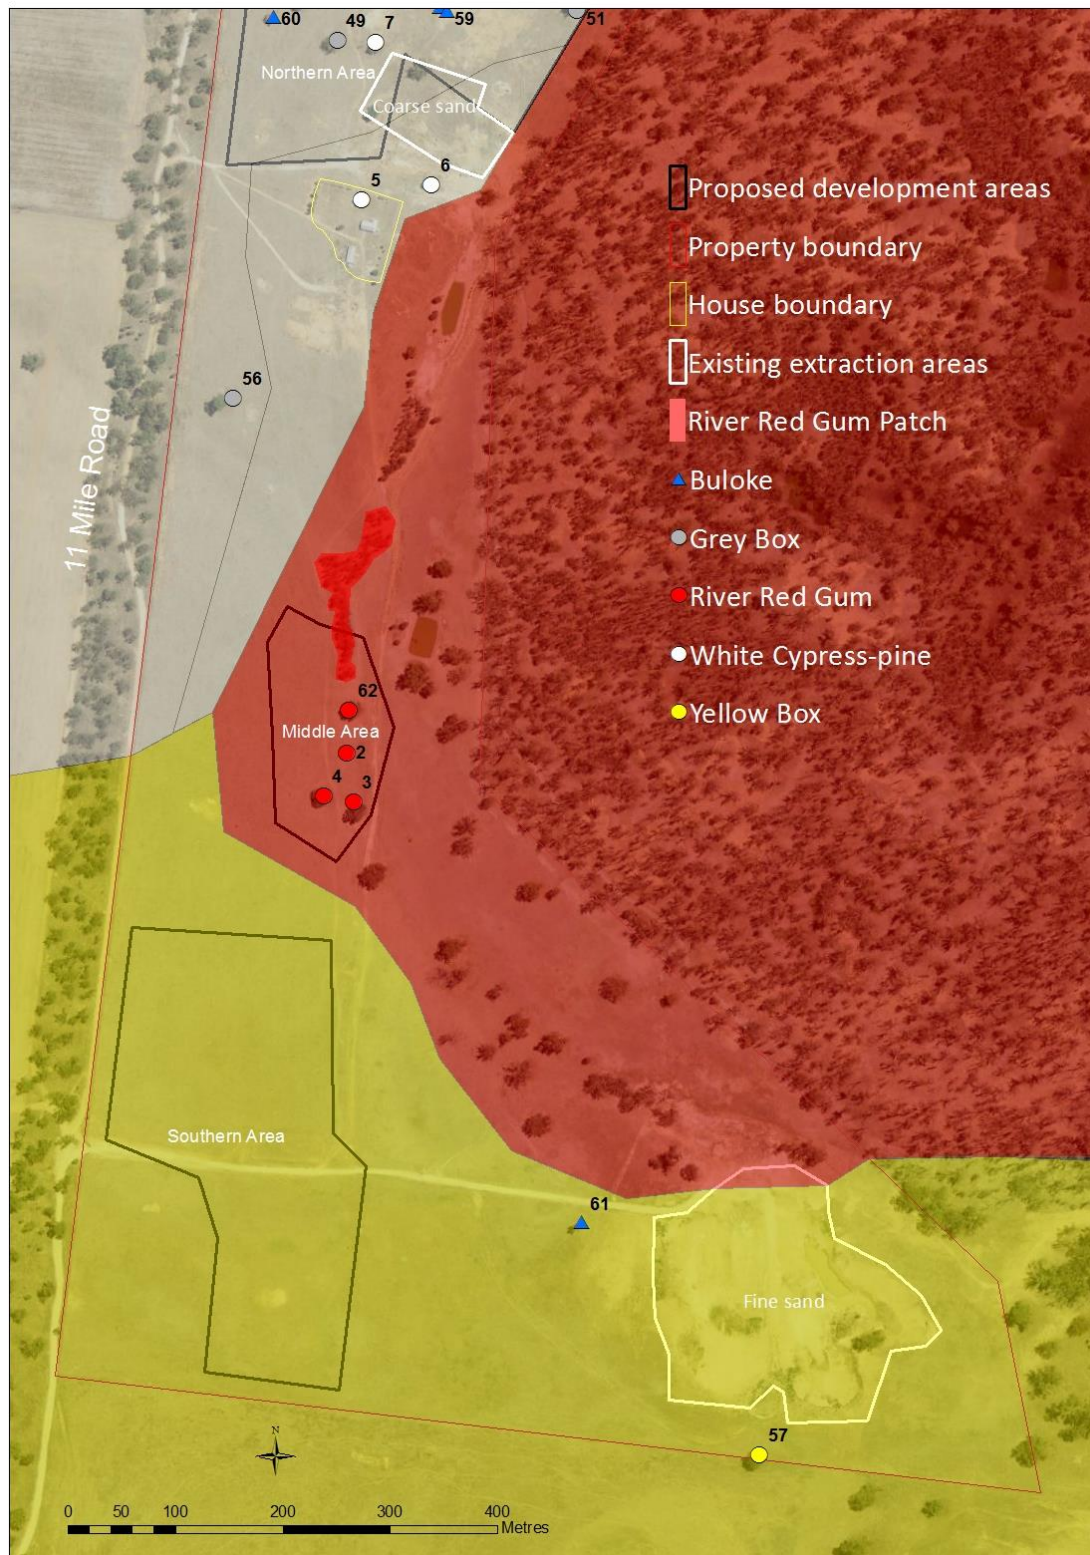 60
49
7
59
51
Northern Area
Coarse sand
6
5
Proposed development areas
Property boundary
House boundary
Existing extraction areas
River Red Gum Patch
Buloke
Grey Box
River Red Gum
White Cypress-pine
Yellow Box
56
11 Mile Road
62
Middle Area
2
4
3
Southern Area
61
Fine sand
57
N
0 50 100 200 300 400
Metres